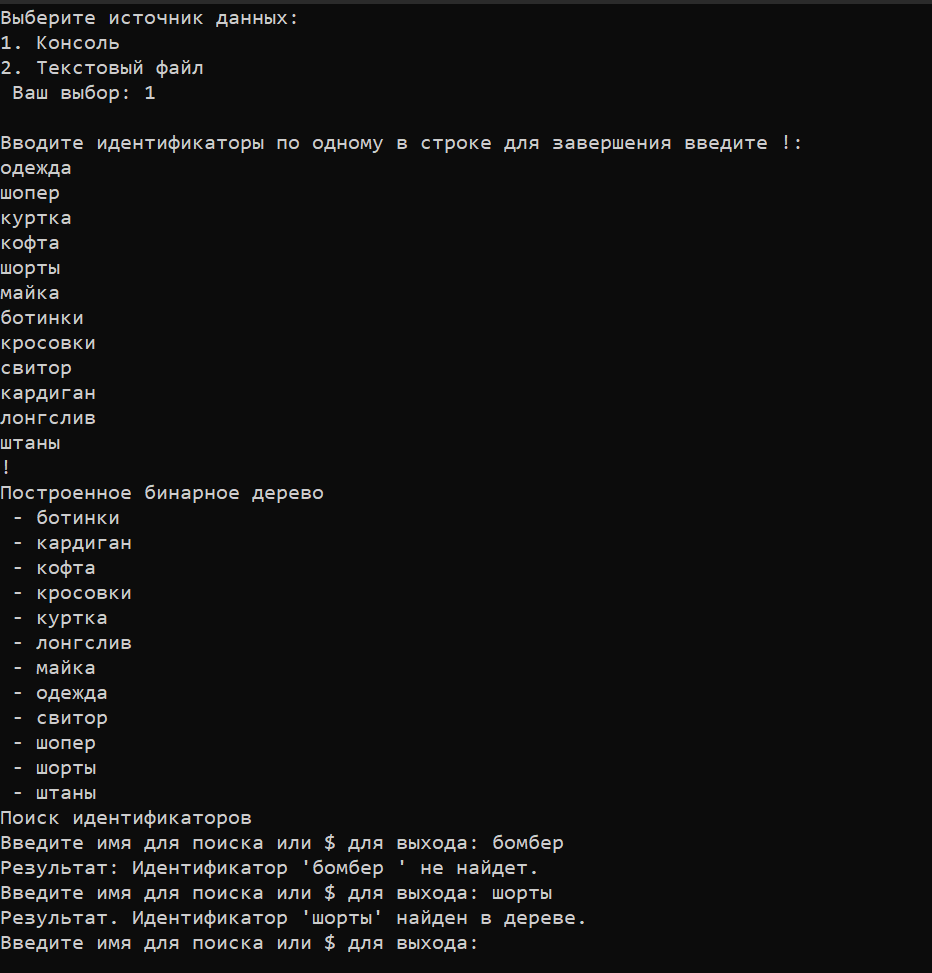 Выберите источник данных:
1. Консоль
2. Текстовый файл
Ваш выбор: 1
Вводите идентификаторы по одному в строке для завершения введите !:
одежда
шопер
куртка
кофта
шорты
майка
ботинки
кросовки
свитор
кардиган
лонгслив
штаны
!
Построенное бинарное дерево
- ботинки
- кардиган
- кофта
- кросовки
- куртка
- лонгслив
- майка
- одежда
- свитор
- шопер
- шорты
- штаны
Поиск идентификаторов
Введите имя для поиска или $ для выхода: бомбер
Результат: Идентификатор 'бомбер ' не найдет.
Введите имя для поиска или $ для выхода: шорты
Результат. Идентификатор 'шорты' найден в дереве.
Введите имя для поиска или $ для выхода: